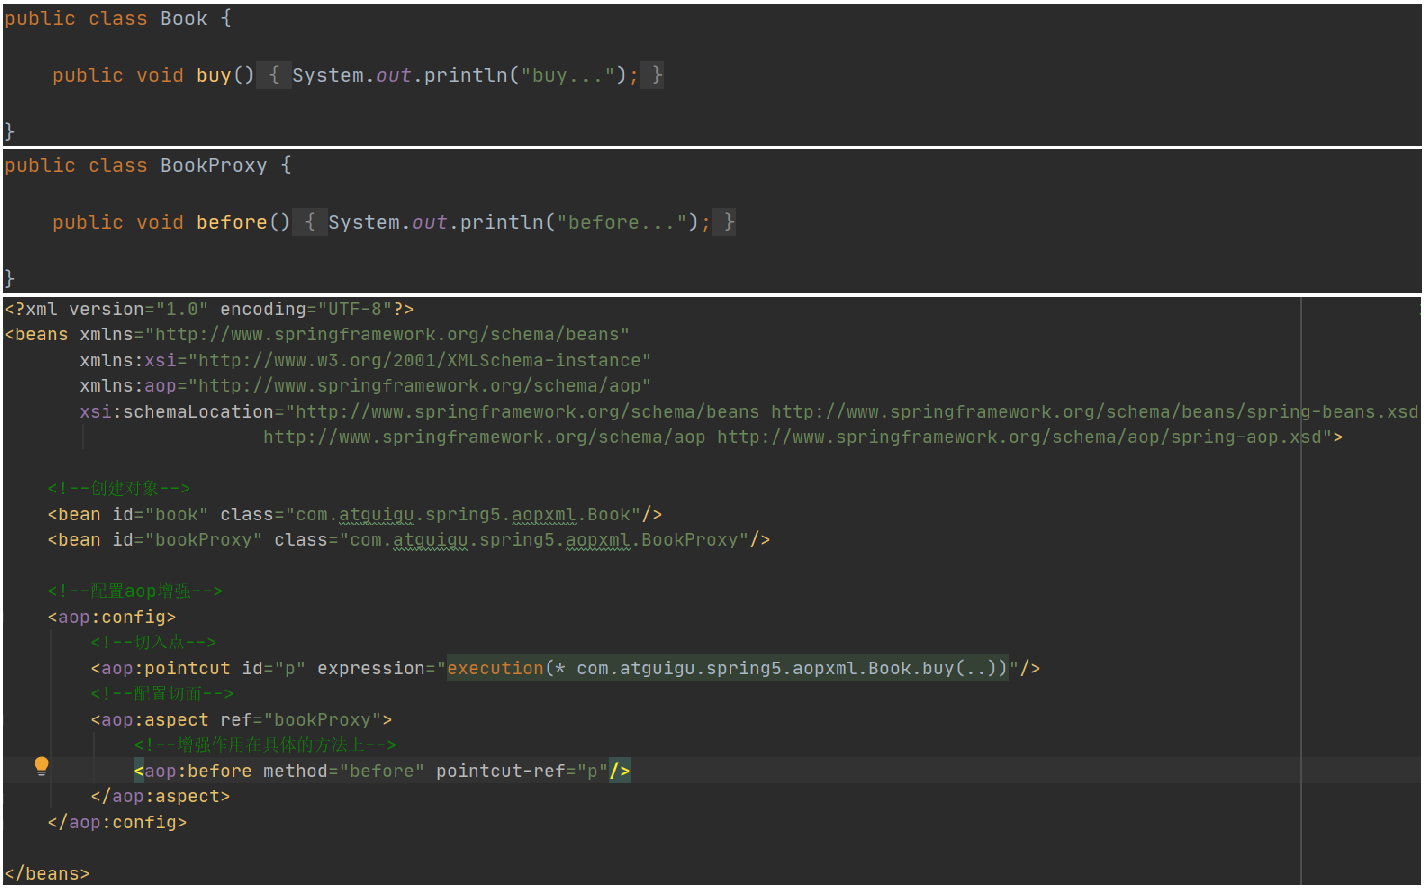 public class Book {
public void buy() { System.out.println("buy..."); }
}
public class BookProxy {
public void before() { System.out.println("before..."); }
}
<?xml version="1.0" encoding="UTF-8"?>
<beans xmlns="http://www.springframework.org/schema/beans"
xmlns:xsi="http://www.w3.org/2001/XMLSchema-instance"
xmlns:aop="http://www.springframework.org/schema/aop"
xsi:schemaLocation="http://www.springframework.org/schema/beans http://www.springframework.org/schema/beans/spring-beans.xsd
http://www.springframework.org/schema/aop http://www.springframework.org/schema/aop/spring-aop.xsd">
<!--创建对象-->
<bean id="book" class="com.atguigu.spring5.aopxml.Book"/>
<bean id="bookProxy" class="com.atguigu.spring5.aopxml.BookProxy"/>
<!--配置aop增强-->
<aop:config>
<!--切入点-->
<aop:pointcut id="p" expression="execution(* com.atguigu.spring5.aopxml.Book.buy(..))"/>
<!--配置切面-->
<aop:aspect ref="bookProxy">
<!--增强作用在具体的方法上-->
<aop:before method="before" pointcut-ref="p"/>
</aop:aspect>
</aop:config>
</beans>